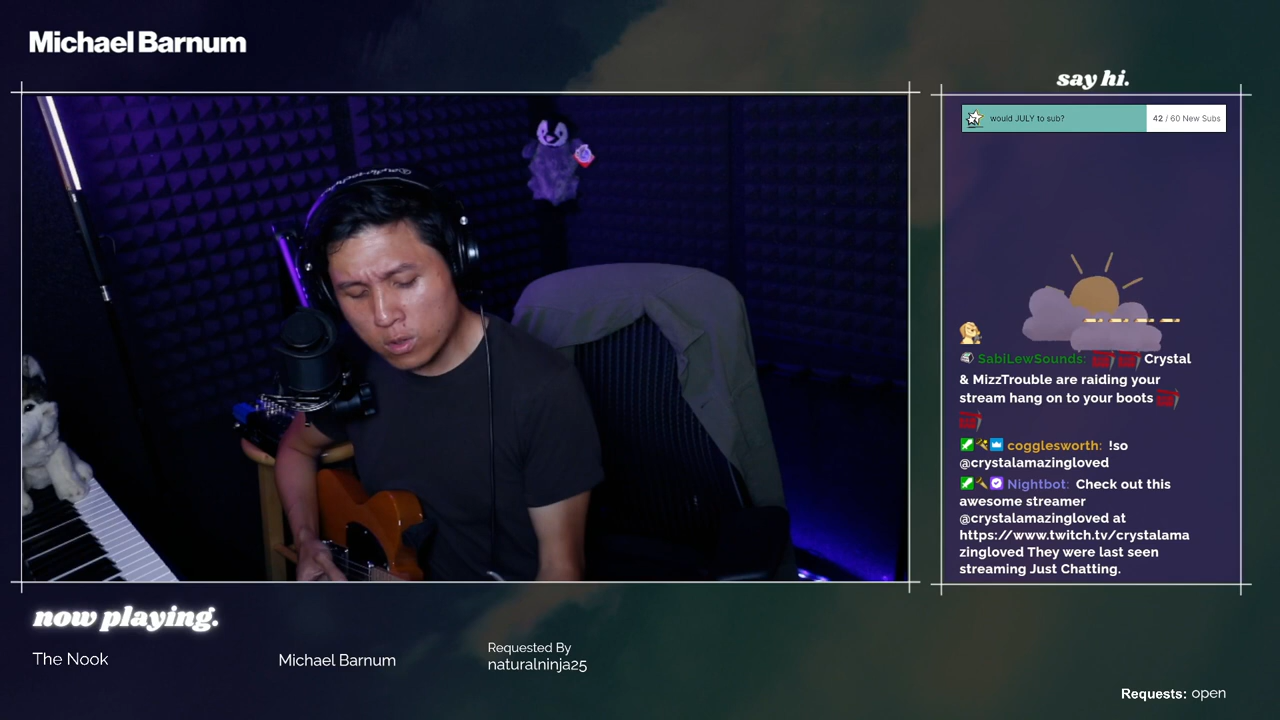 Michael Barnum
say hi.
would JULY to sub?
42 / 60 New Subs
SabiLewSounds: Crystal
& MizzTrouble are raiding your
stream hang on to your boots
cogglesworth: !so
@crystalamazingloved
Nightbot: Check out this
awesome streamer
@crystalamazingloved at
https://www.twitch.tv/crystalama
zingloved They were last seen
streaming Just Chatting.
now playing.
The Nook
Michael Barnum
Requested By
naturalninja25
Requests: open